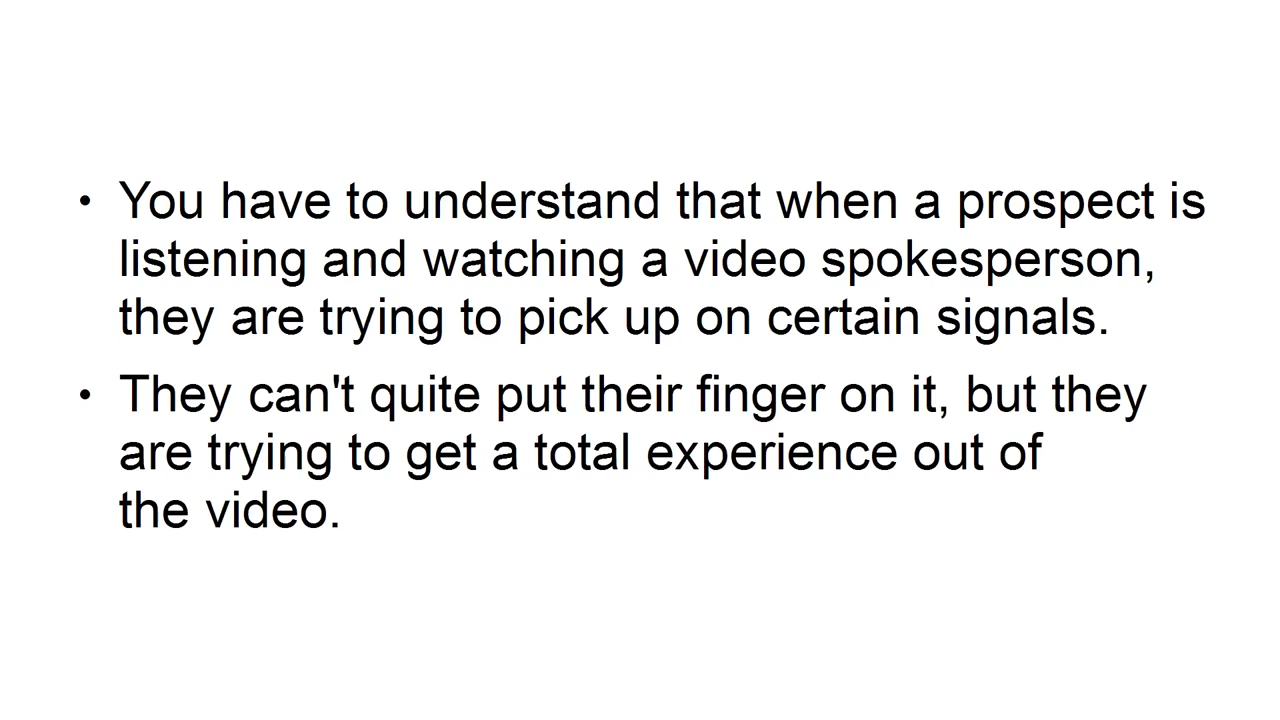 • You have to understand that when a prospect is
listening and watching a video spokesperson,
they are trying to pick up on certain signals.
• They can't quite put their finger on it, but they
are trying to get a total experience out of
the video.